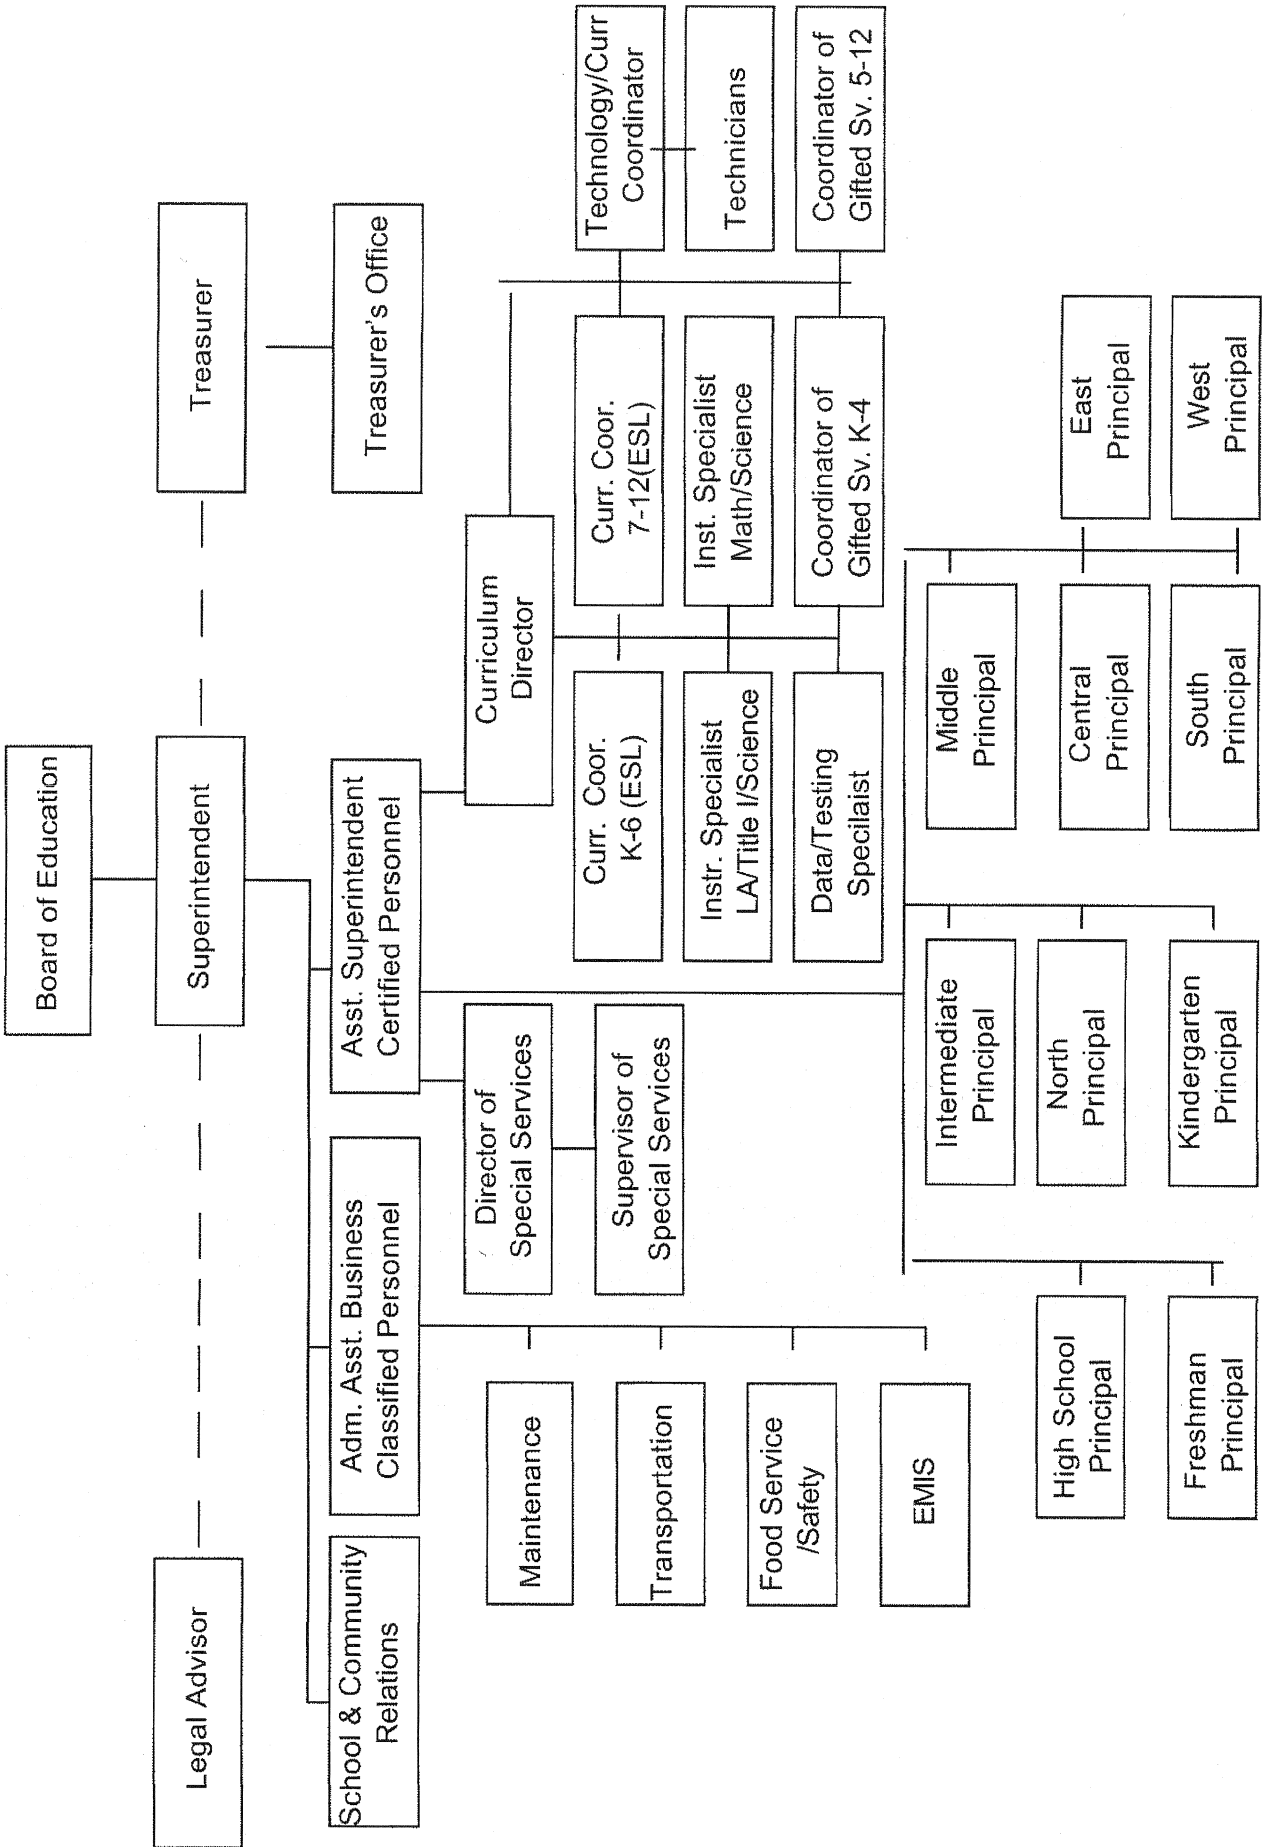 Board of Education
Legal Advisor
Superintendent
Treasurer
School & Community
Relations
Adm. Asst. Business
Classified Personnel
Asst. Superintendent
Certified Personnel
Treasurer's Office
Director of
Special Services
Curriculum
Director
Maintenance
Supervisor of
Special Services
Curr. Coor.
K-6 (ESL)
Curr. Coor.
7-12(ESL)
Technology/Curr
Coordinator
Transportation
Instr. Specialist
LA/Title I/Science
Inst. Specialist
Math/Science
Technicians
Food Service
/Safety
Data/Testing
Specilaist
Coordinator of
Gifted Sv. K-4
Coordinator of
Gifted Sv. 5-12
EMIS
Intermediate
Principal
Middle
Principal
High School
Principal
North
Principal
Central
Principal
East
Principal
Freshman
Principal
Kindergarten
Principal
South
Principal
West
Principal